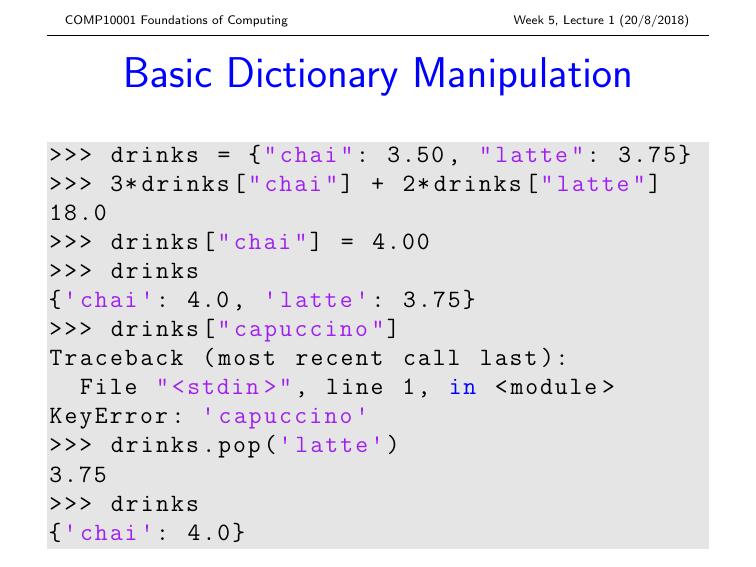 COMP10001 Foundations of Computing Week 5, Lecture 1 (20/8/2018)
Basic Dictionary Manipulation
>>> drinks = {"chai": 3.50, "latte": 3.75}
>>> 3*drinks["chai"] + 2*drinks["latte"]
18.0
>>> drinks["chai"] = 4.00
>>> drinks
{'chai': 4.0, 'latte': 3.75}
>>> drinks["capuccino"]
Traceback (most recent call last):
  File "<stdin>", line 1, in <module>
KeyError: 'capuccino'
>>> drinks.pop('latte')
3.75
>>> drinks
{'chai': 4.0}